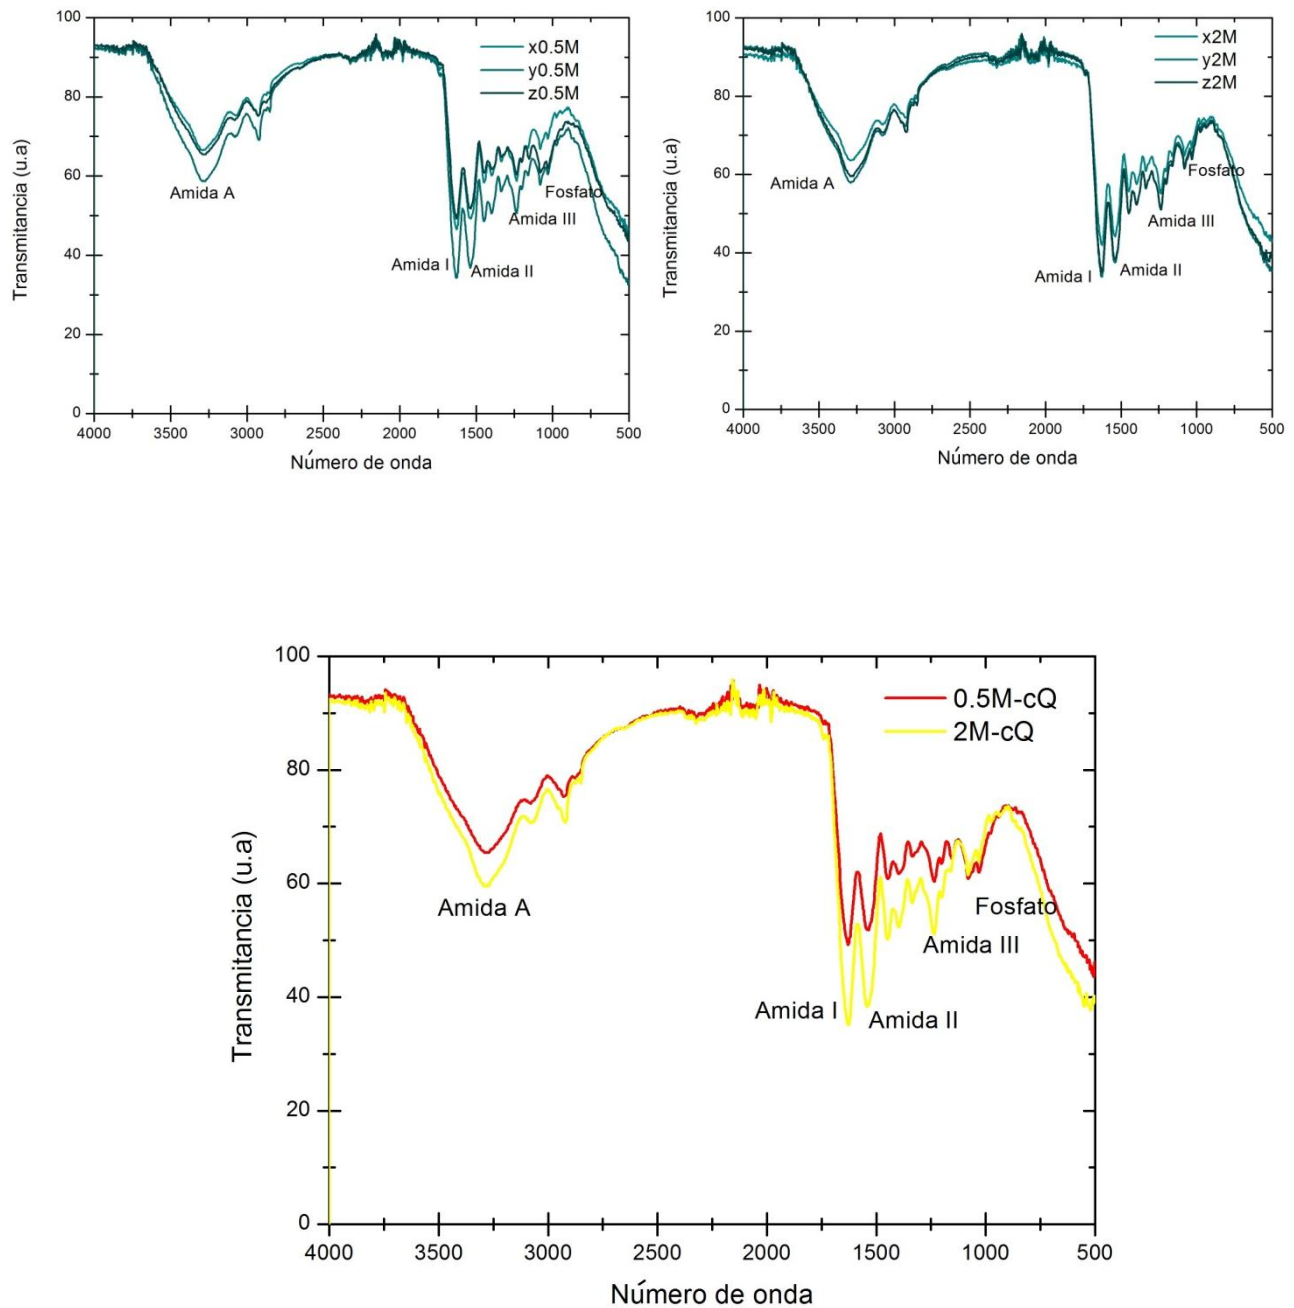 100
80
60
40
20
0
Transmitancia (u.a)
x0.5M
y0.5M
z0.5M
Amida A
Fosfato
Amida III
Amida I
Amida II
4000 3500 3000 2500 2000 1500 1000 500
Número de onda
100
80
60
40
20
0
Transmitancia (u.a)
x2M
y2M
z2M
Amida A
Fosfato
Amida III
Amida I
Amida II
4000 3500 3000 2500 2000 1500 1000 500
Número de onda
100
80
60
40
20
0
Transmitancia (u.a)
0.5M-cQ
2M-cQ
Amida A
Fosfato
Amida III
Amida I
Amida II
4000 3500 3000 2500 2000 1500 1000 500
Número de onda